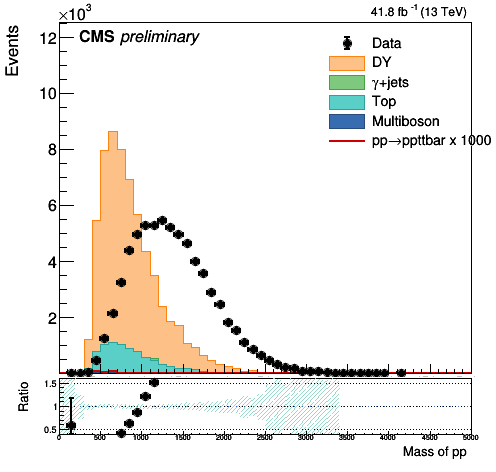 ×10³
41.8 fb⁻¹ (13 TeV)
CMS preliminary
Events
12
10
8
6
4
2
Data
DY
γ+jets
Top
Multiboson
pp→ppttbar x 1000
Ratio
1.5
1
0.5
0 500 1000 1500 2000 2500 3000 3500 4000 4500 5000
Mass of pp